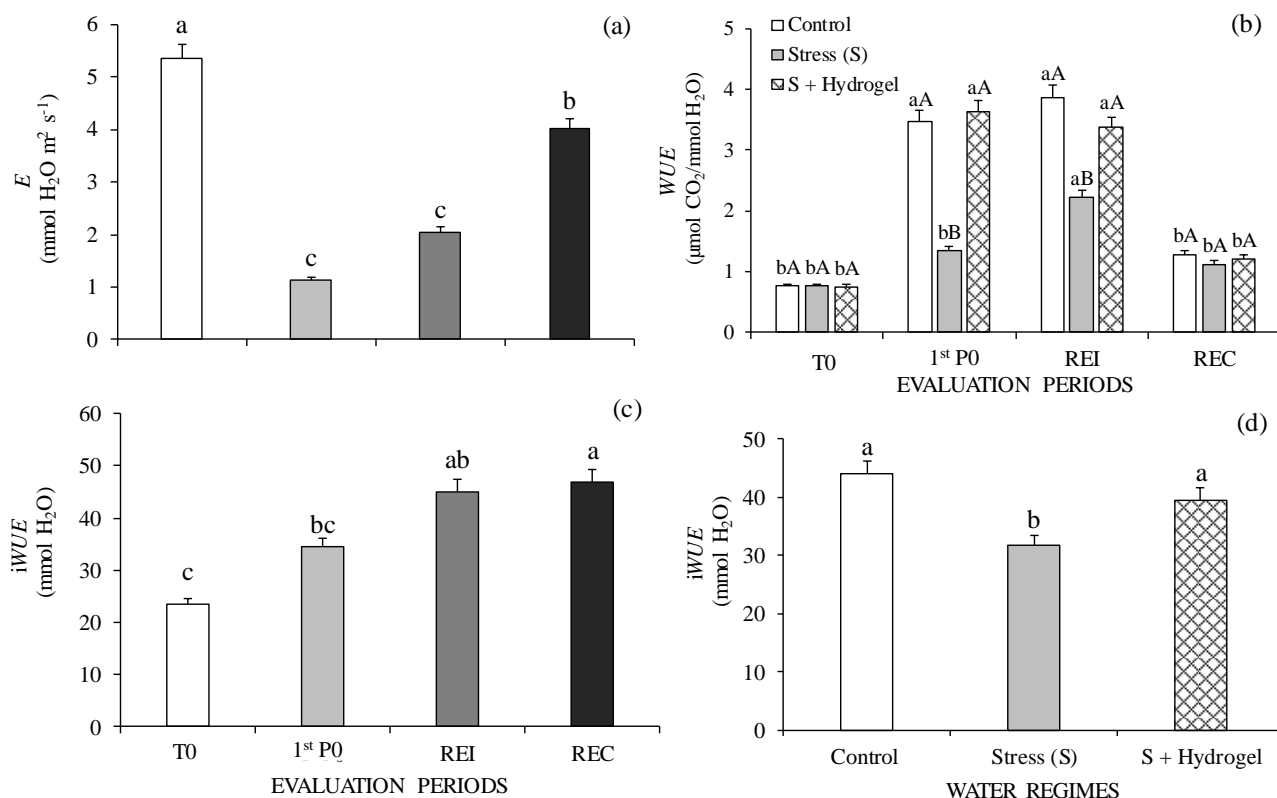 (a)
6
5
4
3
2
1
0
E
(mmol H₂O m² s⁻¹)
a
c
c
b
(b)
Control
Stress (S)
S + Hydrogel
5
4
3
2
1
0
WUE
(µmol CO₂/mmol H₂O)
bA bA bA
aA
bB
aA
aA
aB
aA
bA bA bA
T0 1ˢᵗ P0 REI REC
EVALUATION PERIODS
(c)
60
50
40
30
20
10
0
iWUE
(mmol H₂O)
c
bc
ab
a
T0 1ˢᵗ P0 REI REC
EVALUATION PERIODS
(d)
50
40
30
20
10
0
iWUE
(mmol H₂O)
a
b
a
Control Stress (S) S + Hydrogel
WATER REGIMES